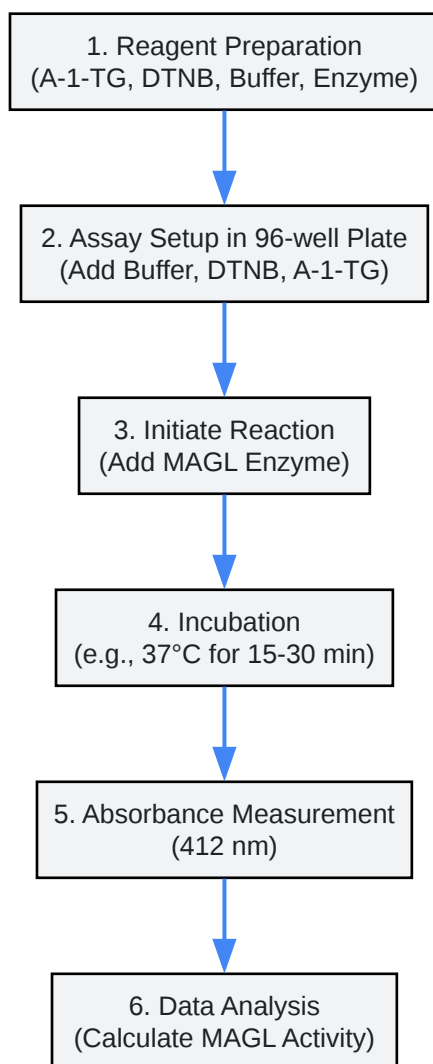 1. Reagent Preparation
(A-1-TG, DTNB, Buffer, Enzyme)
2. Assay Setup in 96-well Plate
(Add Buffer, DTNB, A-1-TG)
3. Initiate Reaction
(Add MAGL Enzyme)
4. Incubation
(e.g., 37°C for 15-30 min)
5. Absorbance Measurement
(412 nm)
6. Data Analysis
(Calculate MAGL Activity)